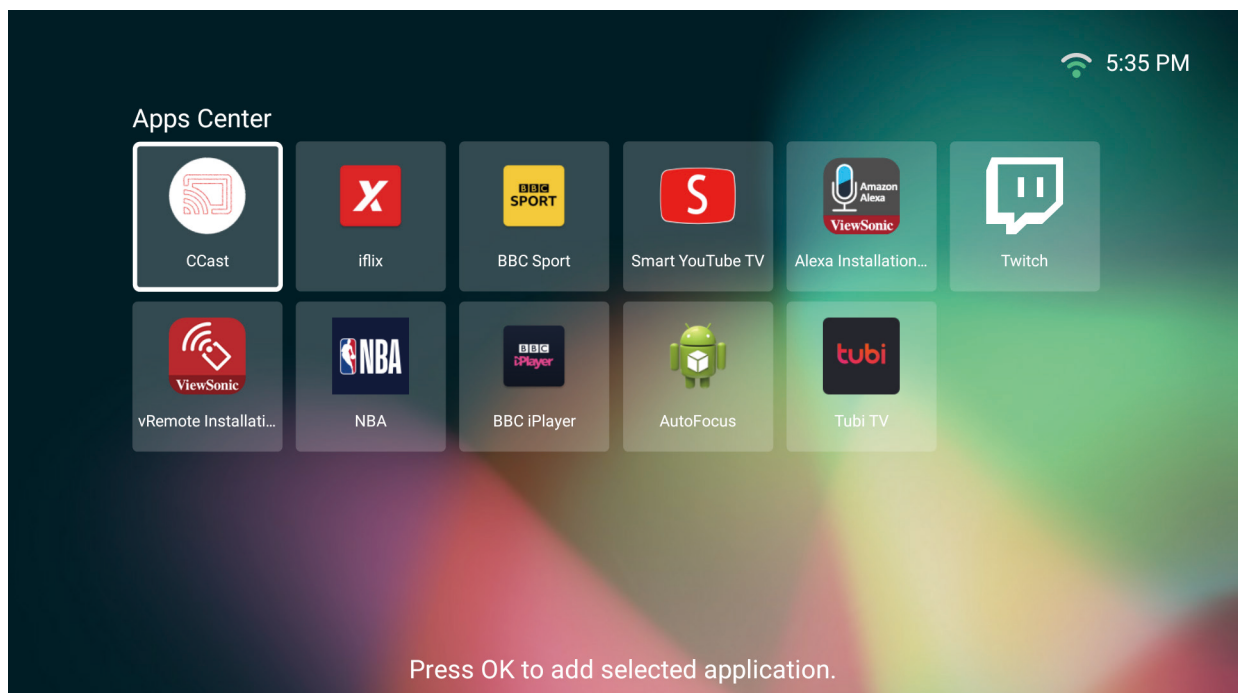 5:35 PM
Apps Center
X
BBC
SPORT
S
Amazon
Alexa
ViewSonic
CCast
iflix
BBC Sport
Smart YouTube TV
Alexa Installation...
Twitch
ViewSonic
NBA
BBC
iPlayer
tubi
vRemote Installati...
NBA
BBC iPlayer
AutoFocus
Tubi TV
Press OK to add selected application.